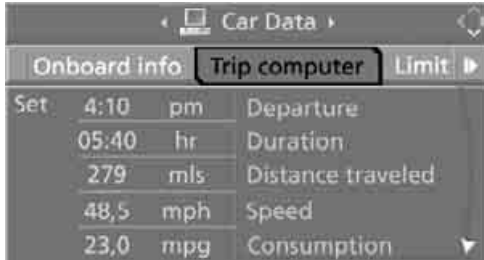 Car Data
Onboard info Trip computer Limit
Set 4:10 pm Departure
05:40 hr Duration
279 mls Distance traveled
48,5 mph Speed
23,0 mpg Consumption